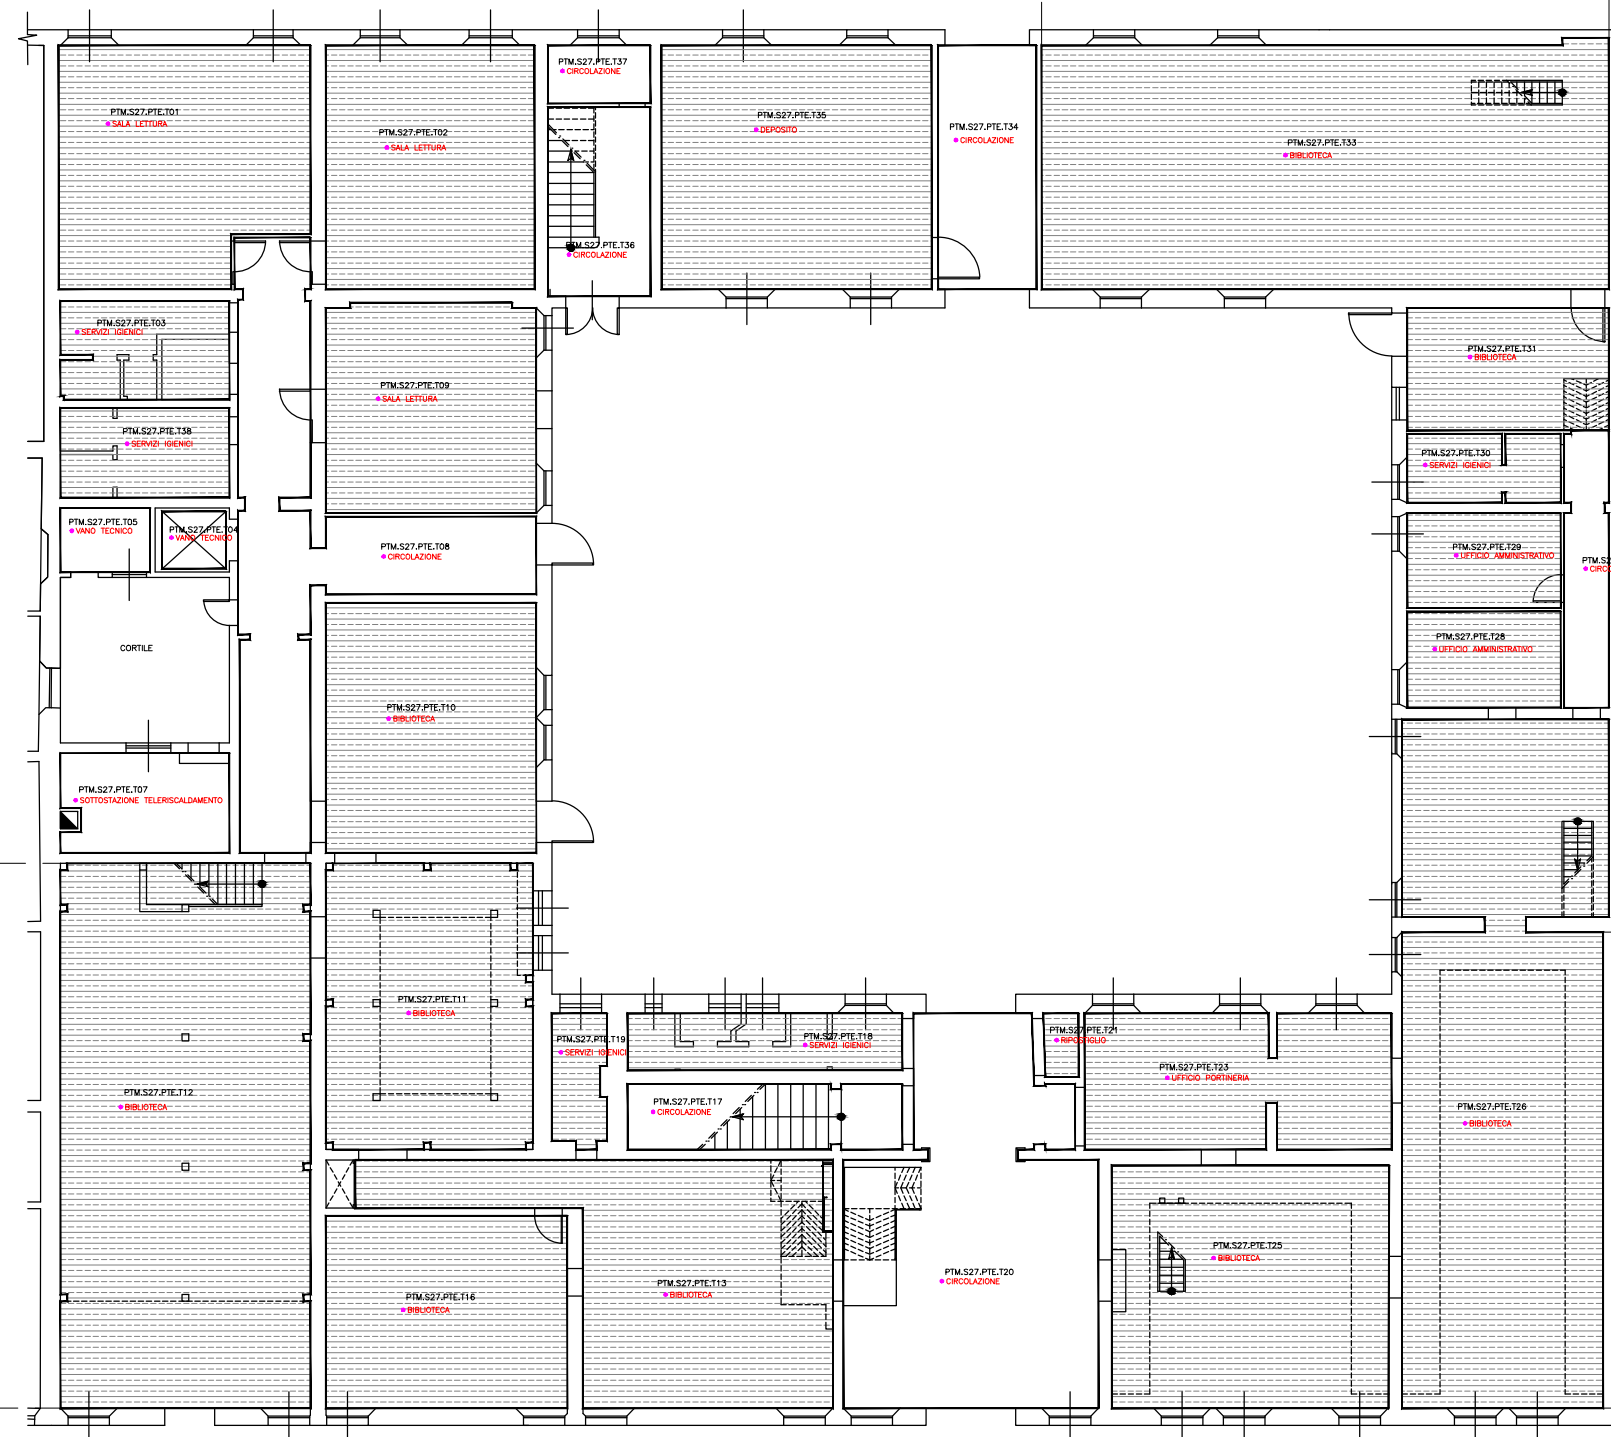 PTM.S27.PTE.T37
CIRCOLAZIONE
PTM.S27.PTE.T01
SALA LETTURA
PTM.S27.PTE.T02
SALA LETTURA
PTM.S27.PTE.T35
DEPOSITO
PTM.S27.PTE.T34
CIRCOLAZIONE
PTM.S27.PTE.T33
BIBLIOTECA
PTM.S27.PTE.T36
CIRCOLAZIONE
PTM.S27.PTE.T03
SERVIZI IGIENICI
PTM.S27.PTE.T31
BIBLIOTECA
PTM.S27.PTE.T09
SALA LETTURA
PTM.S27.PTE.T38
SERVIZI IGIENICI
PTM.S27.PTE.T30
SERVIZI IGIENICI
PTM.S27.PTE.T05
VANO TECNICO
PTM.S27.PTE.T04
VANO TECNICO
PTM.S27.PTE.T08
CIRCOLAZIONE
PTM.S27.PTE.T29
UFFICIO AMMINISTRATIVO
PTM.S2
CIRC
PTM.S27.PTE.T28
UFFICIO AMMINISTRATIVO
CORTILE
PTM.S27.PTE.T10
BIBLIOTECA
PTM.S27.PTE.T07
SOTTOSTAZIONE TELERISCALDAMENTO
PTM.S27.PTE.T11
BIBLIOTECA
PTM.S27.PTE.T19
SERVIZI IGIENICI
PTM.S27.PTE.T18
SERVIZI IGIENICI
PTM.S27.PTE.T21
RIPOSTIGLIO
PTM.S27.PTE.T23
UFFICIO PORTINERIA
PTM.S27.PTE.T12
BIBLIOTECA
PTM.S27.PTE.T17
CIRCOLAZIONE
PTM.S27.PTE.T26
BIBLIOTECA
PTM.S27.PTE.T25
BIBLIOTECA
PTM.S27.PTE.T20
CIRCOLAZIONE
PTM.S27.PTE.T13
BIBLIOTECA
PTM.S27.PTE.T16
BIBLIOTECA